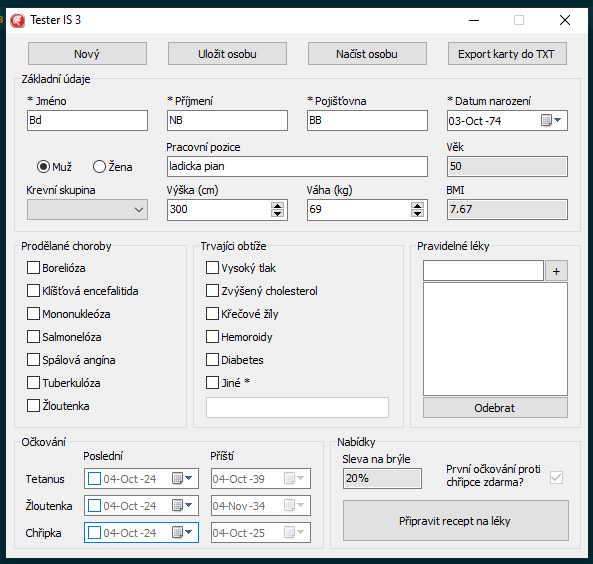 Tester IS 3
Nový Uložit osobu Načíst osobu Export karty do TXT
Základní údaje
* Jméno * Příjmení * Pojišťovna * Datum narození
Bd NB BB 03-Oct -74
Pracovní pozice Věk
Muž Žena ladicka pian 50
Krevní skupina Výška (cm) Váha (kg) BMI
300 69 7.67
Prodělané choroby Trvající obtíže Pravidelné léky
Borelióza Vysoký tlak +
Klíšťová encefalitida Zvýšený cholesterol
Mononukleóza Křečové žíly
Salmonelóza Hemoroidy
Spálová angína Diabetes
Tuberkulóza Jiné *
Žloutenka Odebrat
Očkování Nabídky
Poslední Příští Sleva na brýle
Tetanus 04-Oct -24 04-Oct -39 20% První očkování proti
chřipce zdarma?
Žloutenka 04-Oct -24 04-Nov -34
Chřipka 04-Oct -24 04-Oct -25 Připravit recept na léky